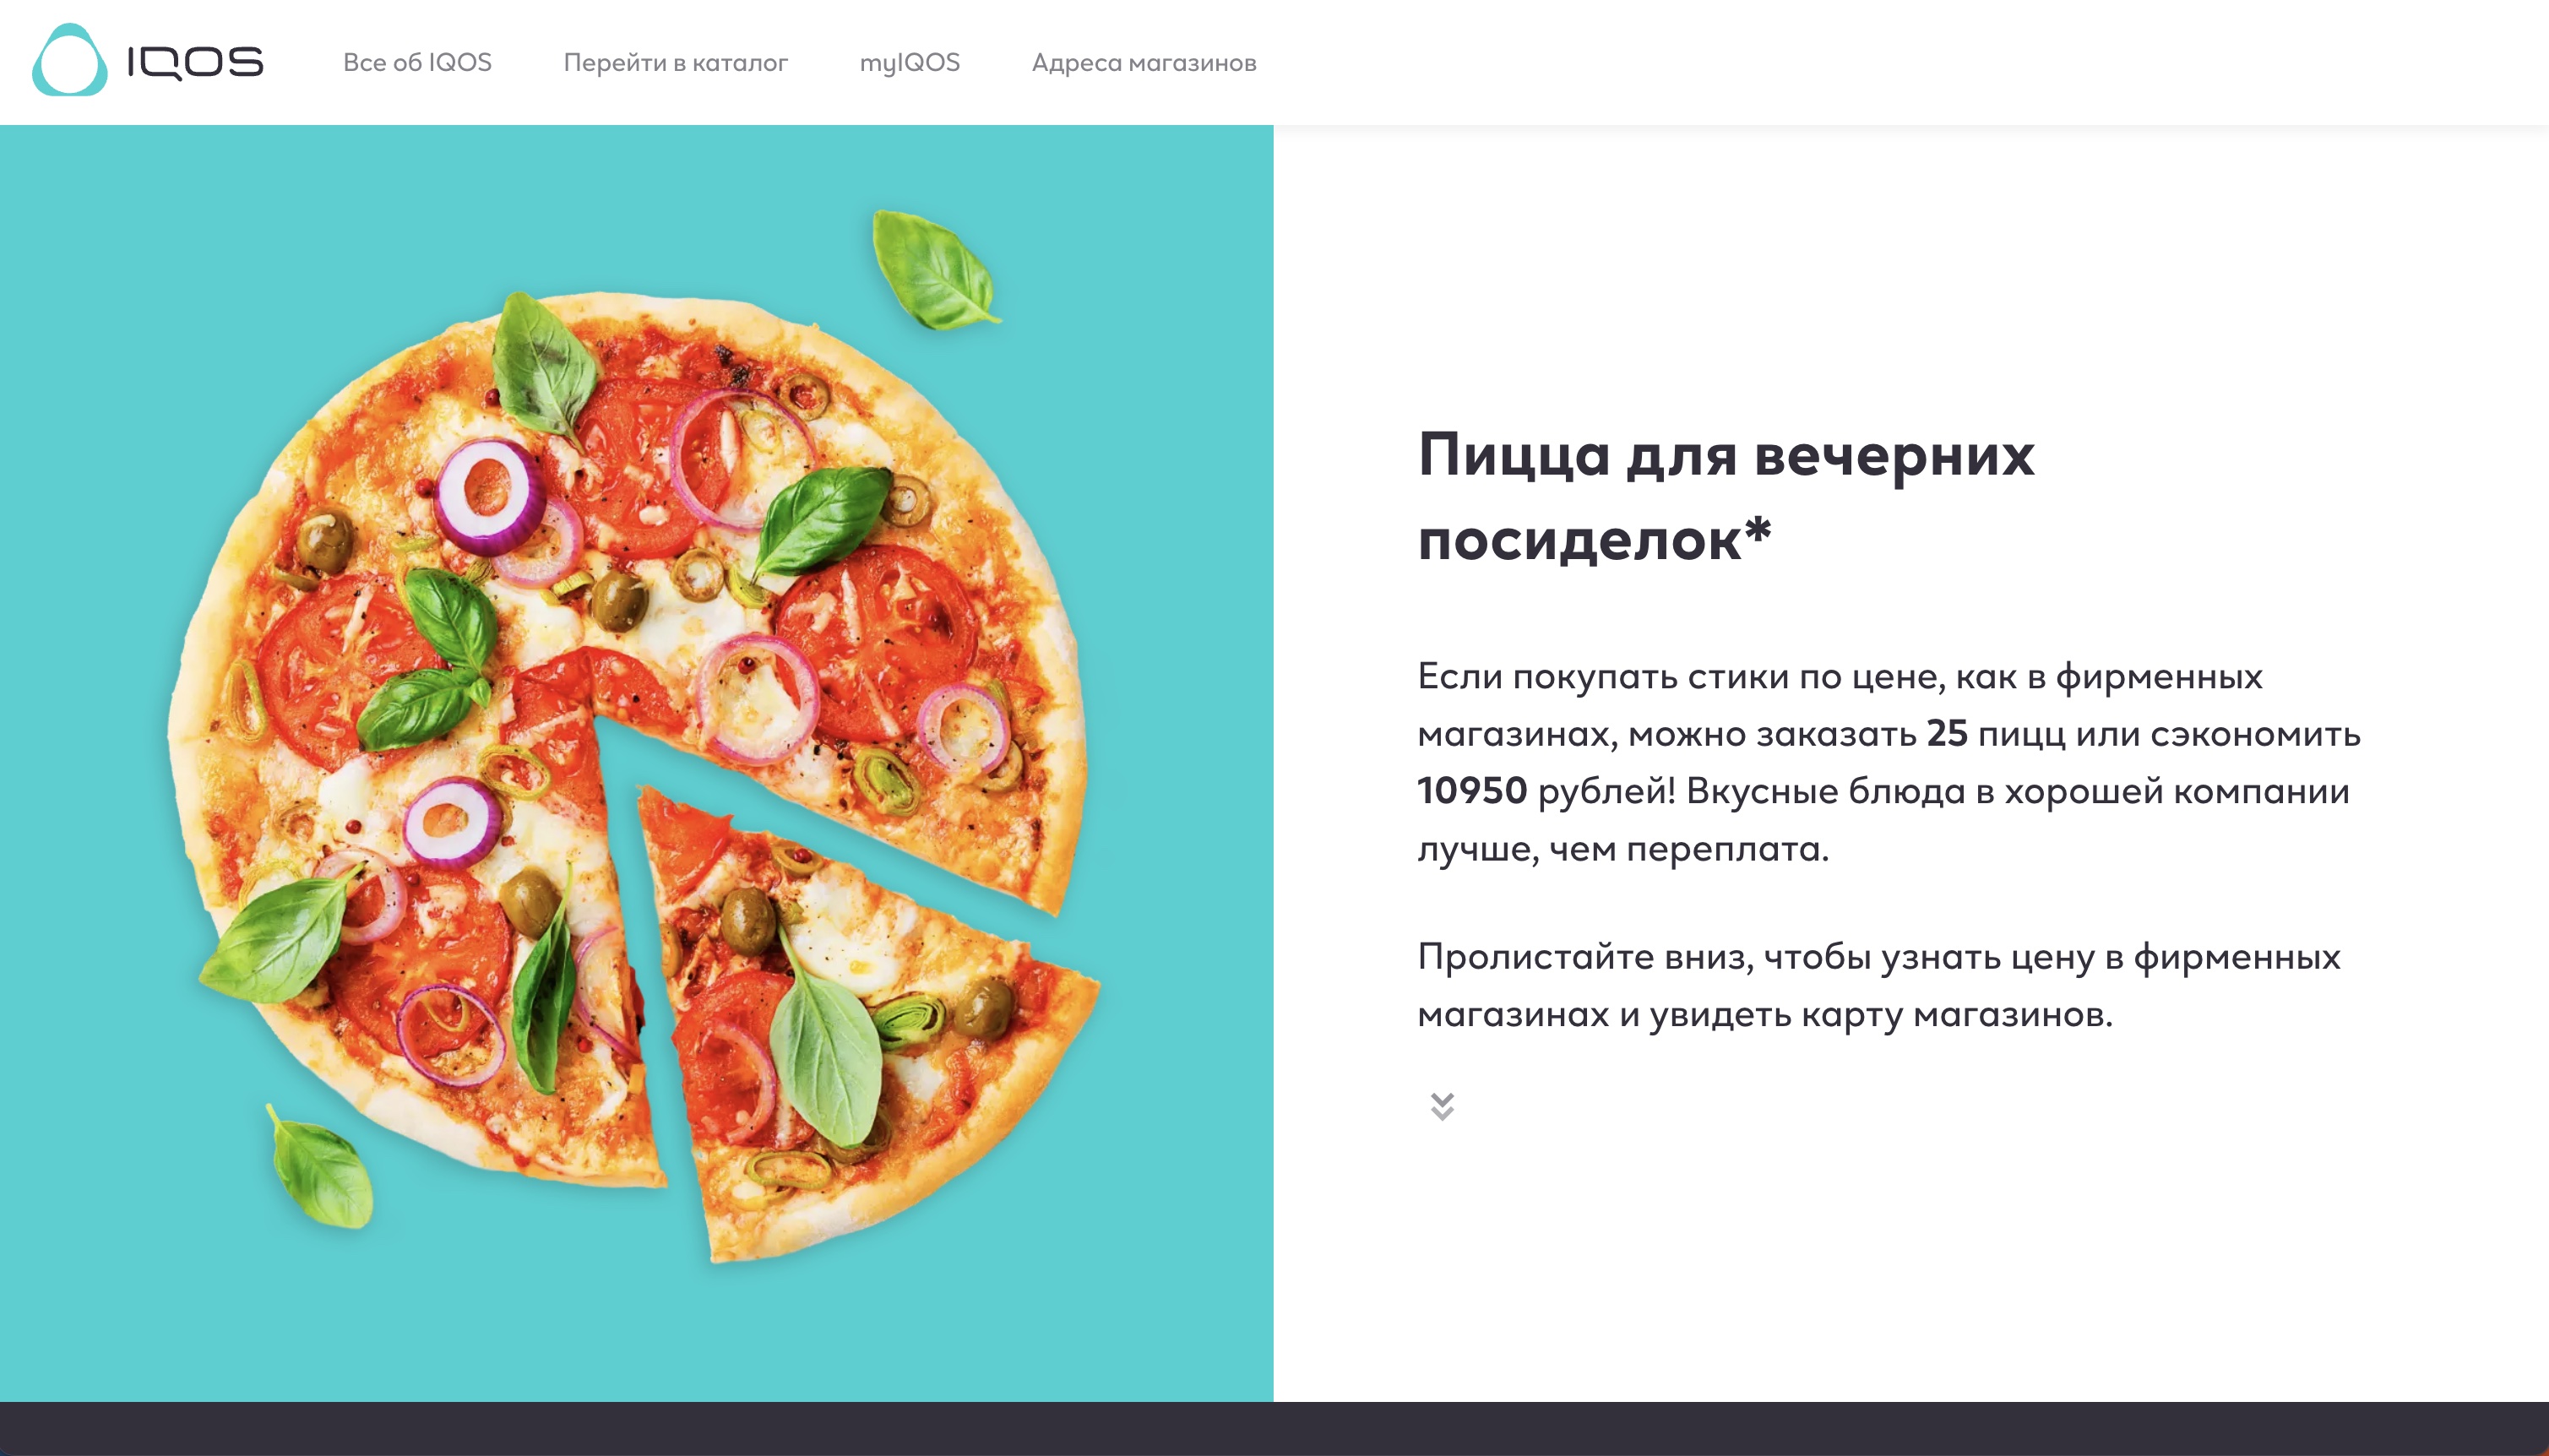 IQOS
Все об IQOS
Перейти в каталог
myIQOS
Адреса магазинов
Пицца для вечерних
посиделок*
Если покупать стики по цене, как в фирменных
магазинах, можно заказать 25 пицц или сэкономить
10950 рублей! Вкусные блюда в хорошей компании
лучше, чем переплата.
Пролистайте вниз, чтобы узнать цену в фирменных
магазинах и увидеть карту магазинов.